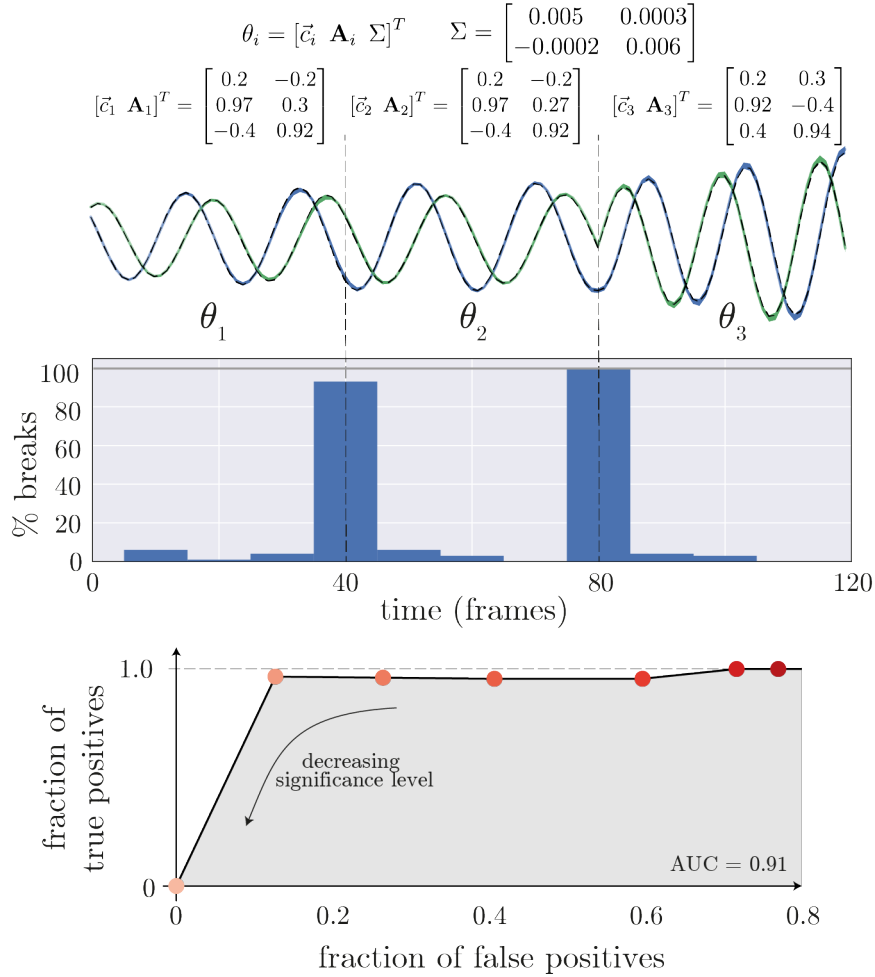 θᵢ = [c⃗ᵢ 𝐀ᵢ Σ]ᵀ Σ = [0.005 0.0003
-0.0002 0.006]
[c⃗₁ 𝐀₁]ᵀ = [0.2 -0.2
0.97 0.3
-0.4 0.92]
[c⃗₂ 𝐀₂]ᵀ = [0.2 -0.2
0.97 0.27
-0.4 0.92]
[c⃗₃ 𝐀₃]ᵀ = [0.2 0.3
0.92 -0.4
0.4 0.94]
θ₁ θ₂ θ₃
% breaks
100
80
60
40
20
0
0 40 80 120
time (frames)
fraction of
true positives
1.0
0
decreasing
significance level
AUC = 0.91
0 0.2 0.4 0.6 0.8
fraction of false positives